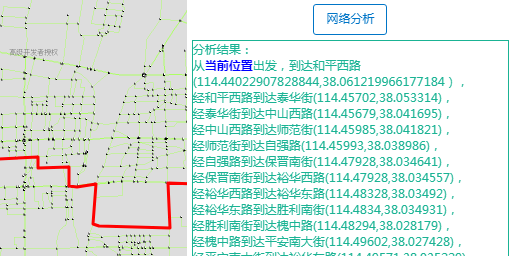 网络分析
高级开发者授权
分析结果：
从当前位置出发，到达和平西路
(114.44022907828844,38.061219966177184 )，
经和平西路到达泰华街(114.45702,38.053314)，
经泰华街到达中山西路(114.45679,38.041695)，
经中山西路到达师范街(114.45985,38.041821)，
经师范街到达自强路(114.45993,38.038986)，
经自强路到达保晋南街(114.47928,38.034641)，
经保晋南街到达裕华西路(114.47928,38.034557)，
经裕华西路到达裕华东路(114.48328,38.03492)，
经裕华东路到达胜利南街(114.4834,38.034931)，
经胜利南街到达槐中路(114.48294,38.028179)，
经槐中路到达平安南大街(114.49602,38.027428)，